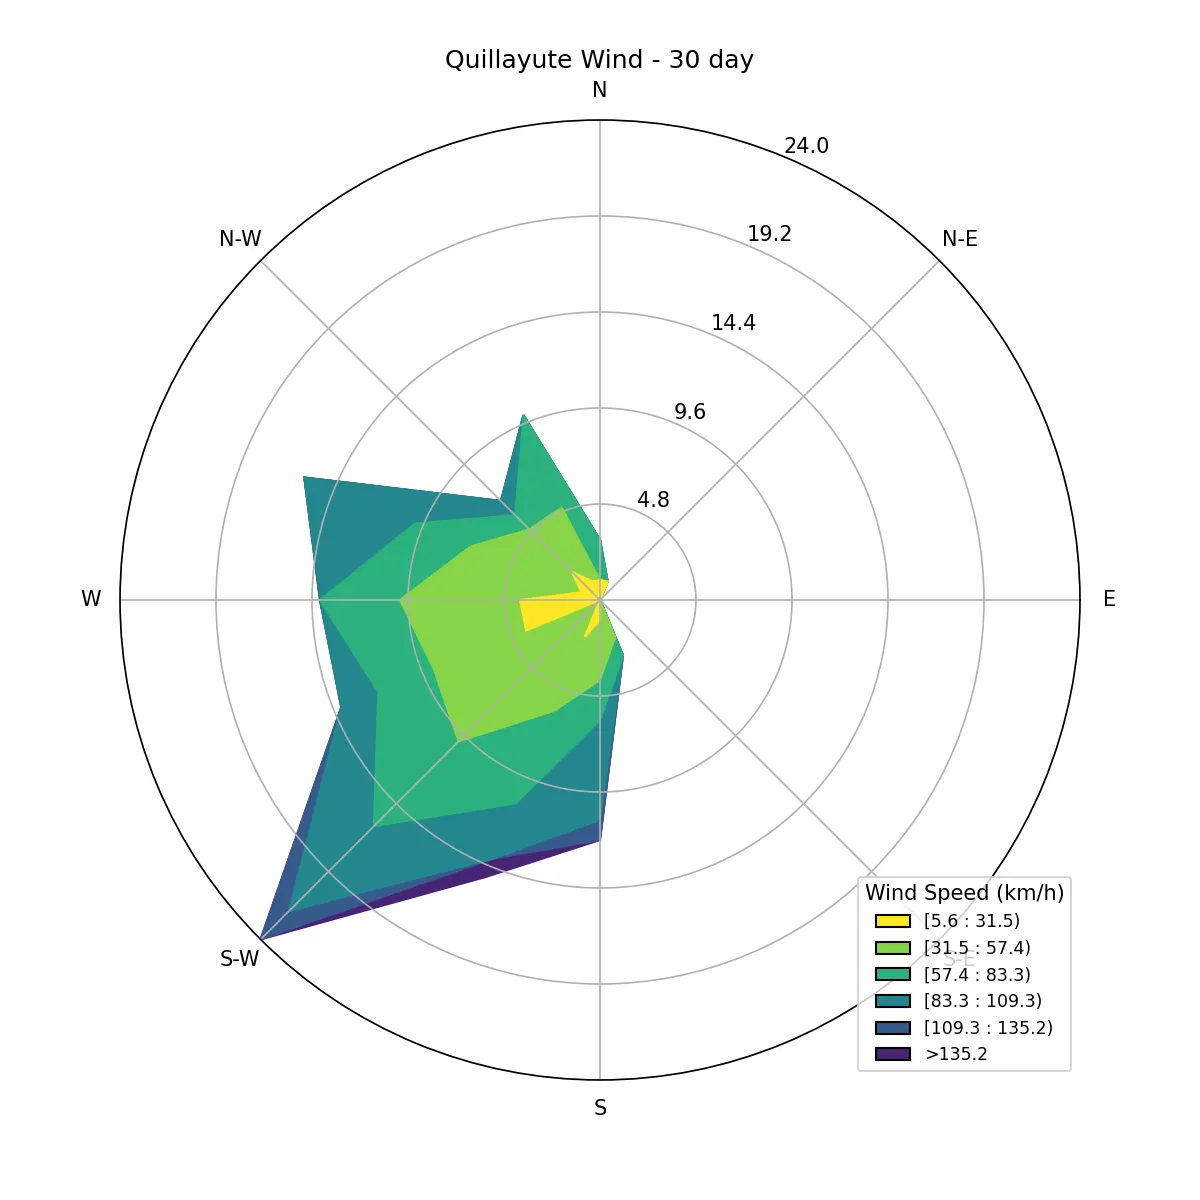 Quillayute Wind - 30 day
N
24.0
19.2
N-W
N-E
14.4
9.6
4.8
W
E
Wind Speed (km/h)
[5.6 : 31.5)
[31.5 : 57.4)
S-W
S-E
[57.4 : 83.3)
[83.3 : 109.3)
[109.3 : 135.2)
>135.2
S